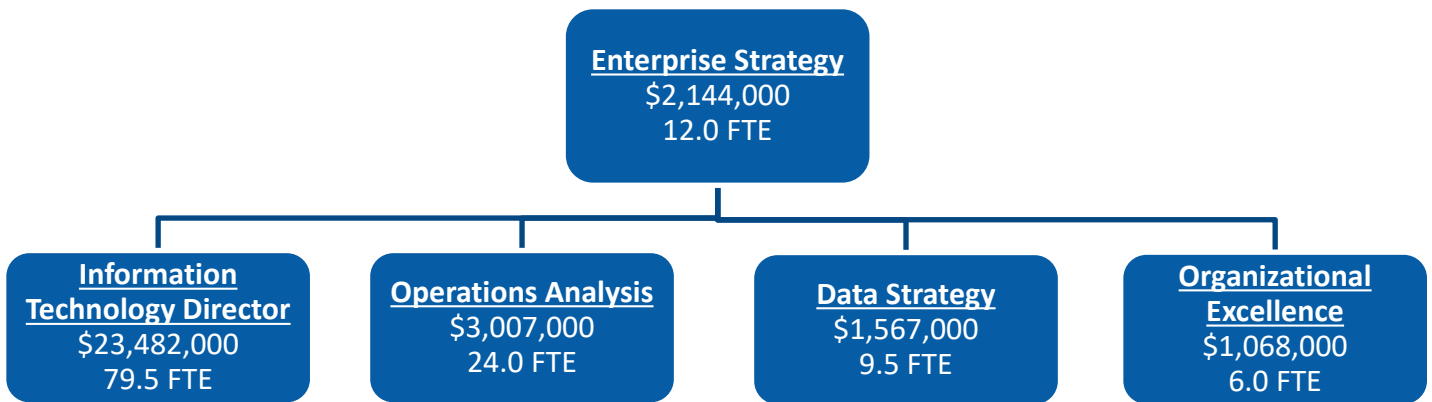 Enterprise Strategy
$2,144,000
12.0 FTE
Information
Technology Director
$23,482,000
79.5 FTE
Operations Analysis
$3,007,000
24.0 FTE
Data Strategy
$1,567,000
9.5 FTE
Organizational
Excellence
$1,068,000
6.0 FTE